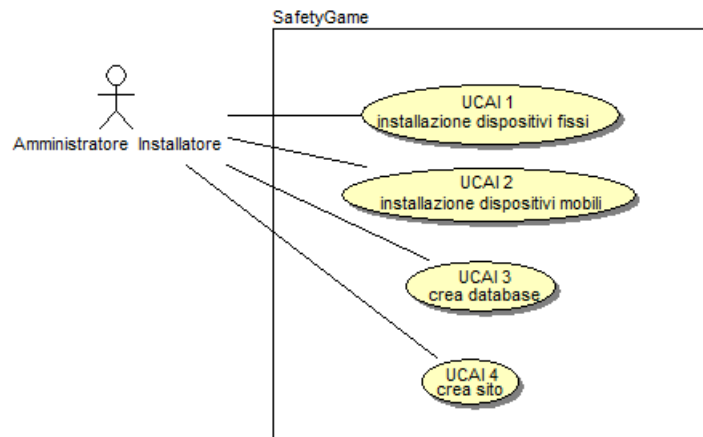 SafetyGame
UCAI 1
installazione dispositivi fissi
Amministratore Installatore
UCAI 2
installazione dispositivi mobili
UCAI 3
crea database
UCAI 4
crea sito